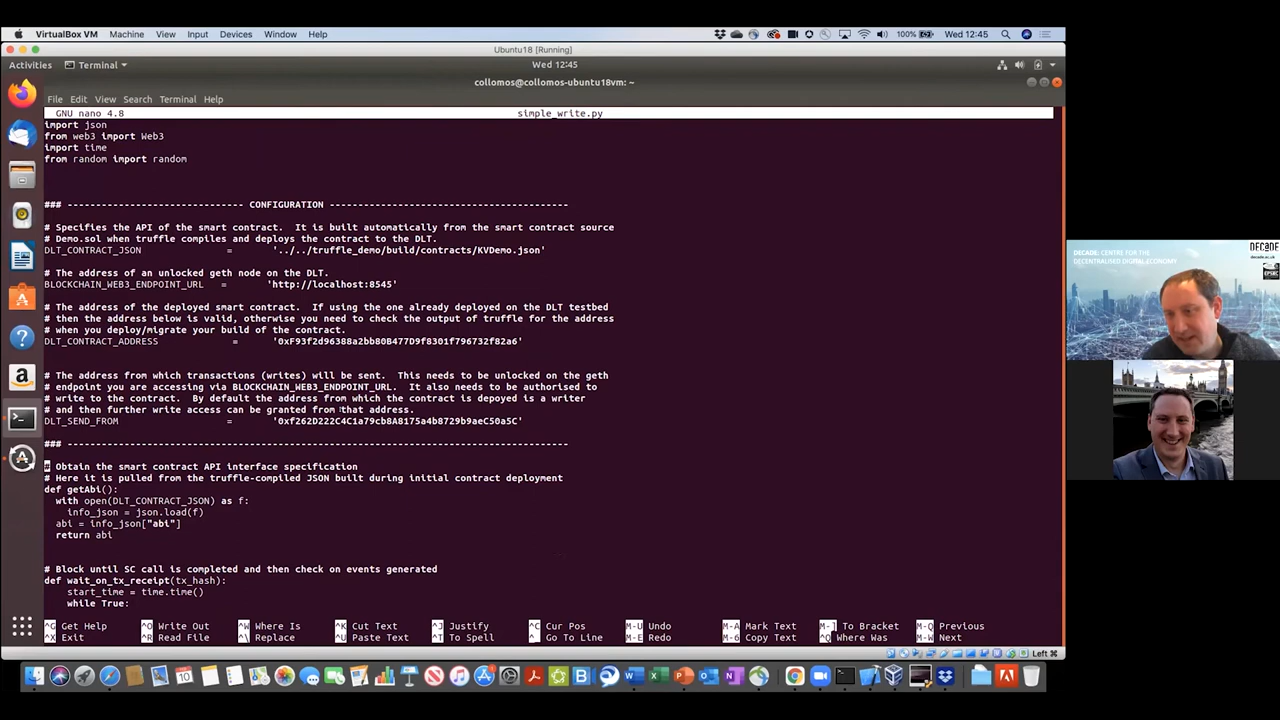 VirtualBox VM Machine View Input Devices Window Help
100% Wed 12:45
Ubuntu18 [Running]
Activities Terminal Wed 12:45
collomos@collomos-ubuntu18vm: ~
File Edit View Search Terminal Help
GNU nano 4.8 simple_write.py
import json
from web3 import Web3
import time
from random import random
### ------------------------------- CONFIGURATION ------------------------------------------
# Specifies the API of the smart contract. It is built automatically from the smart contract source
# Demo.sol when truffle compiles and deploys the contract to the DLT.
DLT_CONTRACT_JSON = '../../truffle_demo/build/contracts/KVDemo.json'
# The address of an unlocked geth node on the DLT.
BLOCKCHAIN_WEB3_ENDPOINT_URL = 'http://localhost:8545'
# The address of the deployed smart contract. If using the one already deployed on the DLT testbed
# then the address below is valid, otherwise you need to check the output of truffle for the address
# when you deploy/migrate your build of the contract.
DLT_CONTRACT_ADDRESS = '0xF93f2d96388a2bb80B477D9f8301f796732f82a6'
# The address from which transactions (writes) will be sent. This needs to be unlocked on the geth
# endpoint you are accessing via BLOCKCHAIN_WEB3_ENDPOINT_URL. It also needs to be authorised to
# write to the contract. By default the address from which the contract is depoyed is a writer
# and then further write access can be granted from that address.
DLT_SEND_FROM = '0xf262D222C4C1a79cb8A8175a4b8729b9aeC50a5C'
### ----------------------------------------------------------------------------------------
# Obtain the smart contract API interface specification
# Here it is pulled from the truffle-compiled JSON built during initial contract deployment
def getAbi():
with open(DLT_CONTRACT_JSON) as f:
info_json = json.load(f)
abi = info_json["abi"]
return abi
# Block until SC call is completed and then check on events generated
def wait_on_tx_receipt(tx_hash):
start_time = time.time()
while True:
^G Get Help ^O Write Out ^W Where Is ^K Cut Text ^J Justify ^C Cur Pos M-U Undo M-A Mark Text M-] To Bracket M-Q Previous
^X Exit ^R Read File ^\ Replace ^U Paste Text ^T To Spell ^_ Go To Line M-E Redo M-6 Copy Text ^Q Where Was M-W Next
Left ⌘
DECADE: CENTRE FOR THE
DECENTRALISED DIGITAL ECONOMY
DECADE
decade.ac.uk
EPSRC